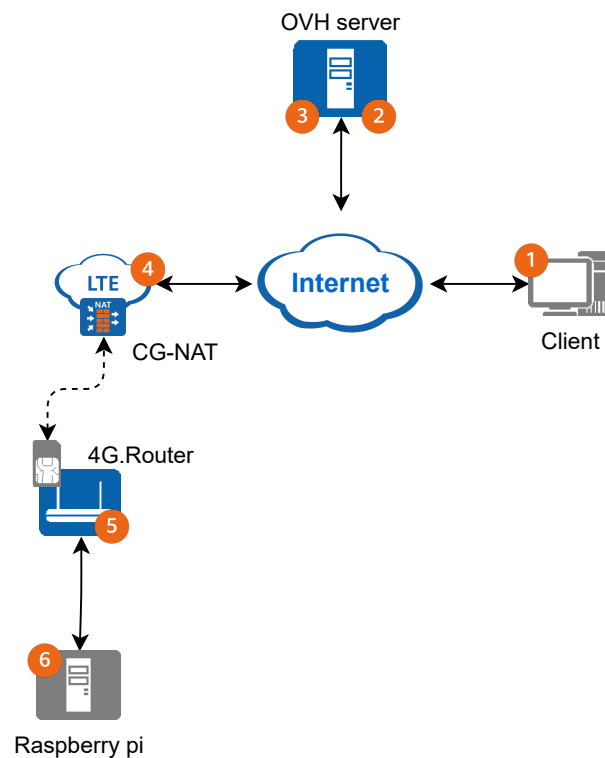 OVH server
3
2
4
LTE
NAT
CG-NAT
Internet
1
Client
4G.Router
5
6
Raspberry pi